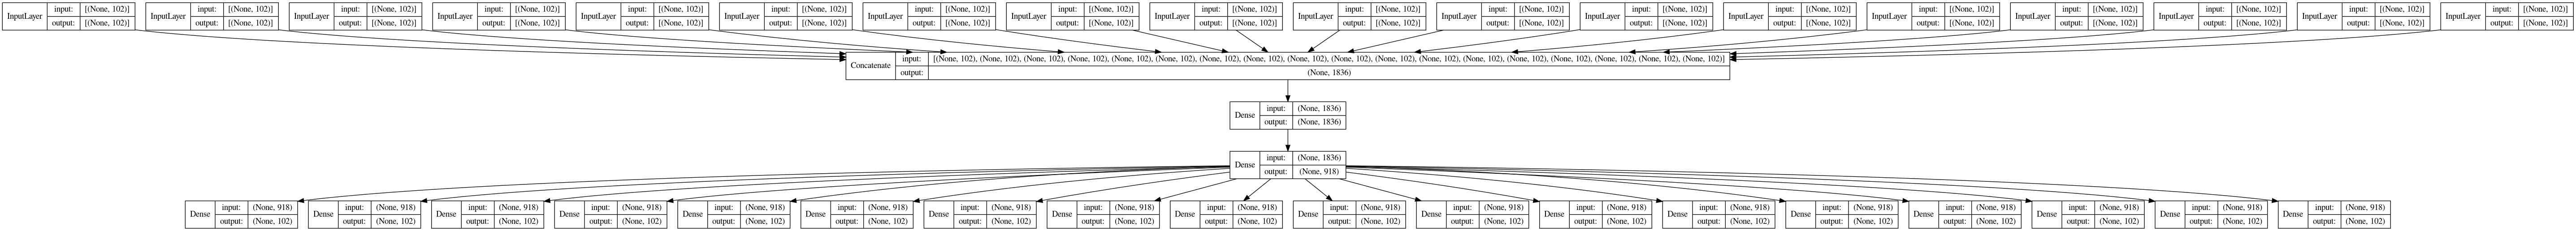 InputLayer input: [(None, 102)]
output: [(None, 102)]
InputLayer input: [(None, 102)]
output: [(None, 102)]
InputLayer input: [(None, 102)]
output: [(None, 102)]
InputLayer input: [(None, 102)]
output: [(None, 102)]
InputLayer input: [(None, 102)]
output: [(None, 102)]
InputLayer input: [(None, 102)]
output: [(None, 102)]
InputLayer input: [(None, 102)]
output: [(None, 102)]
InputLayer input: [(None, 102)]
output: [(None, 102)]
InputLayer input: [(None, 102)]
output: [(None, 102)]
InputLayer input: [(None, 102)]
output: [(None, 102)]
InputLayer input: [(None, 102)]
output: [(None, 102)]
InputLayer input: [(None, 102)]
output: [(None, 102)]
InputLayer input: [(None, 102)]
output: [(None, 102)]
InputLayer input: [(None, 102)]
output: [(None, 102)]
InputLayer input: [(None, 102)]
output: [(None, 102)]
InputLayer input: [(None, 102)]
output: [(None, 102)]
InputLayer input: [(None, 102)]
output: [(None, 102)]
InputLayer input: [(None, 102)]
output: [(None, 102)]
Concatenate input: [(None, 102), (None, 102), (None, 102), (None, 102), (None, 102), (None, 102), (None, 102), (None, 102), (None, 102), (None, 102), (None, 102), (None, 102), (None, 102), (None, 102), (None, 102), (None, 102), (None, 102), (None, 102)]
output: (None, 1836)
Dense input: (None, 1836)
output: (None, 1836)
Dense input: (None, 1836)
output: (None, 918)
Dense input: (None, 918)
output: (None, 102)
Dense input: (None, 918)
output: (None, 102)
Dense input: (None, 918)
output: (None, 102)
Dense input: (None, 918)
output: (None, 102)
Dense input: (None, 918)
output: (None, 102)
Dense input: (None, 918)
output: (None, 102)
Dense input: (None, 918)
output: (None, 102)
Dense input: (None, 918)
output: (None, 102)
Dense input: (None, 918)
output: (None, 102)
Dense input: (None, 918)
output: (None, 102)
Dense input: (None, 918)
output: (None, 102)
Dense input: (None, 918)
output: (None, 102)
Dense input: (None, 918)
output: (None, 102)
Dense input: (None, 918)
output: (None, 102)
Dense input: (None, 918)
output: (None, 102)
Dense input: (None, 918)
output: (None, 102)
Dense input: (None, 918)
output: (None, 102)
Dense input: (None, 918)
output: (None, 102)